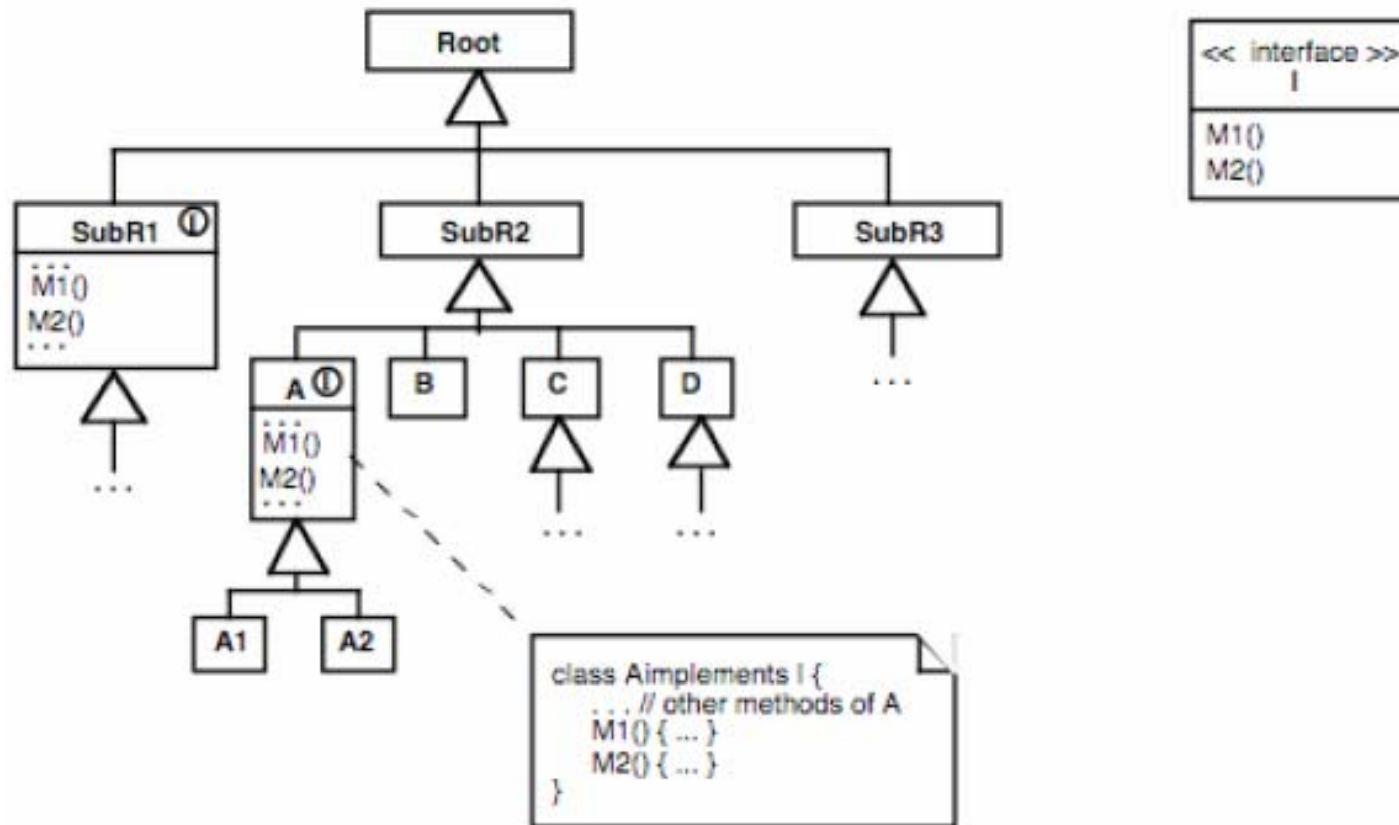 Root
<< interface >>
I
M1()
M2()
SubR1 I
. . .
M1()
M2()
. . .
SubR2
SubR3
. . .
A I
. . .
M1()
M2()
. . .
B
C
D
. . .
. . .
. . .
A1
A2
class Aimplements I {
. . . // other methods of A
M1() { ... }
M2() { ... }
}